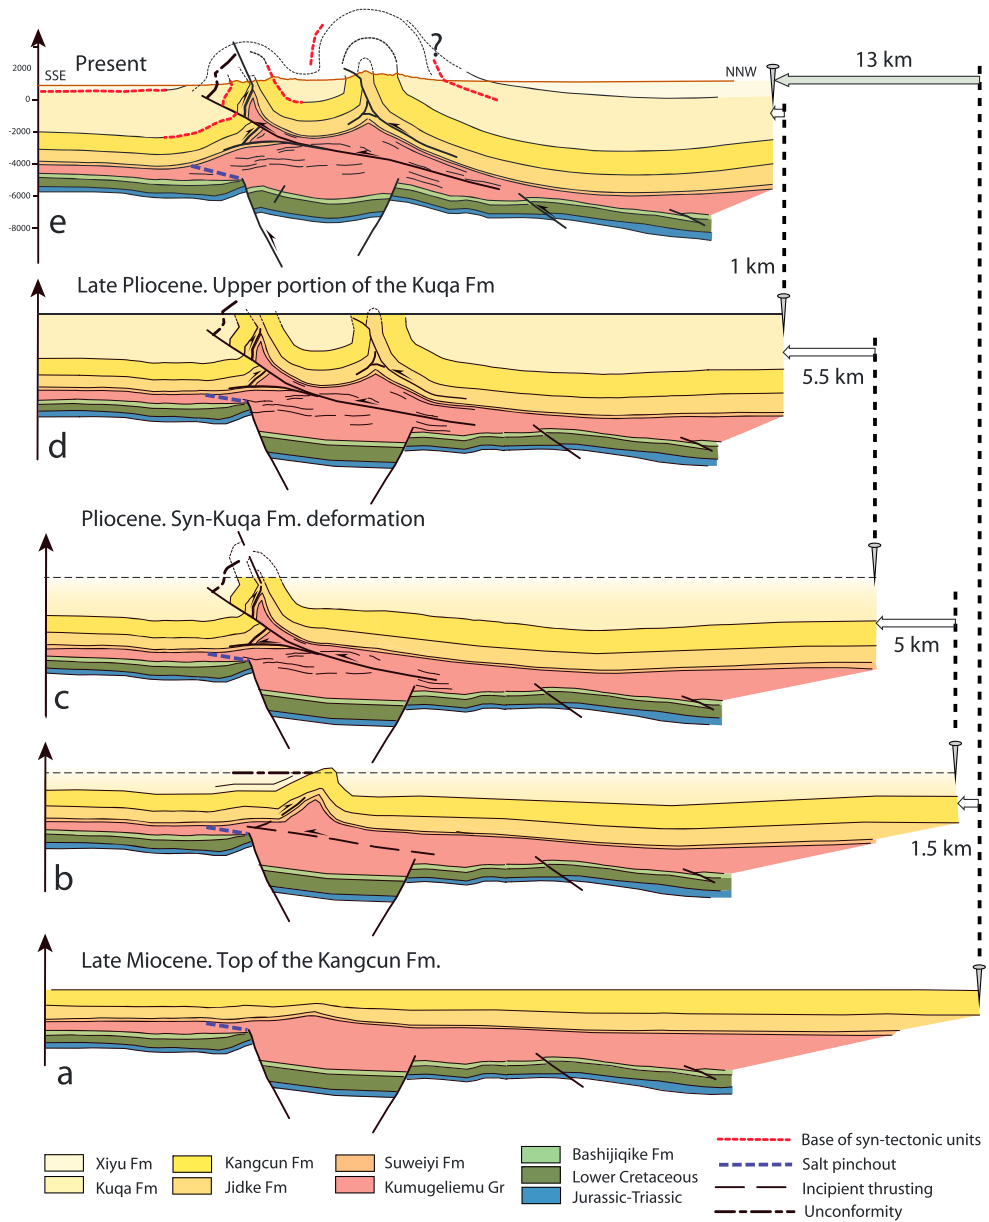 ?
Present
SSE
NNW
13 km
2000
0
-2000
-4000
-6000
-8000
e
1 km
Late Pliocene. Upper portion of the Kuqa Fm
5.5 km
d
Pliocene. Syn-Kuqa Fm. deformation
5 km
c
1.5 km
b
Late Miocene. Top of the Kangcun Fm.
a
Xiyu Fm
Kuqa Fm
Kangcun Fm
Jidke Fm
Suweiyi Fm
Kumugeliemu Gr
Bashijiqike Fm
Lower Cretaceous
Jurassic-Triassic
Base of syn-tectonic units
Salt pinchout
Incipient thrusting
Unconformity